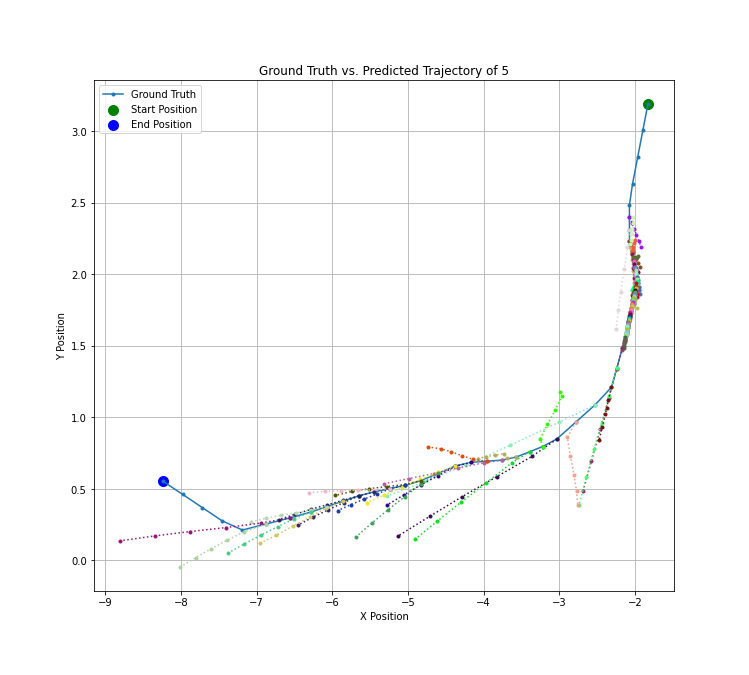 Ground Truth vs. Predicted Trajectory of 5
Ground Truth
Start Position
End Position
3.0
2.5
2.0
1.5
1.0
0.5
0.0
Y Position
−9 −8 −7 −6 −5 −4 −3 −2
X Position